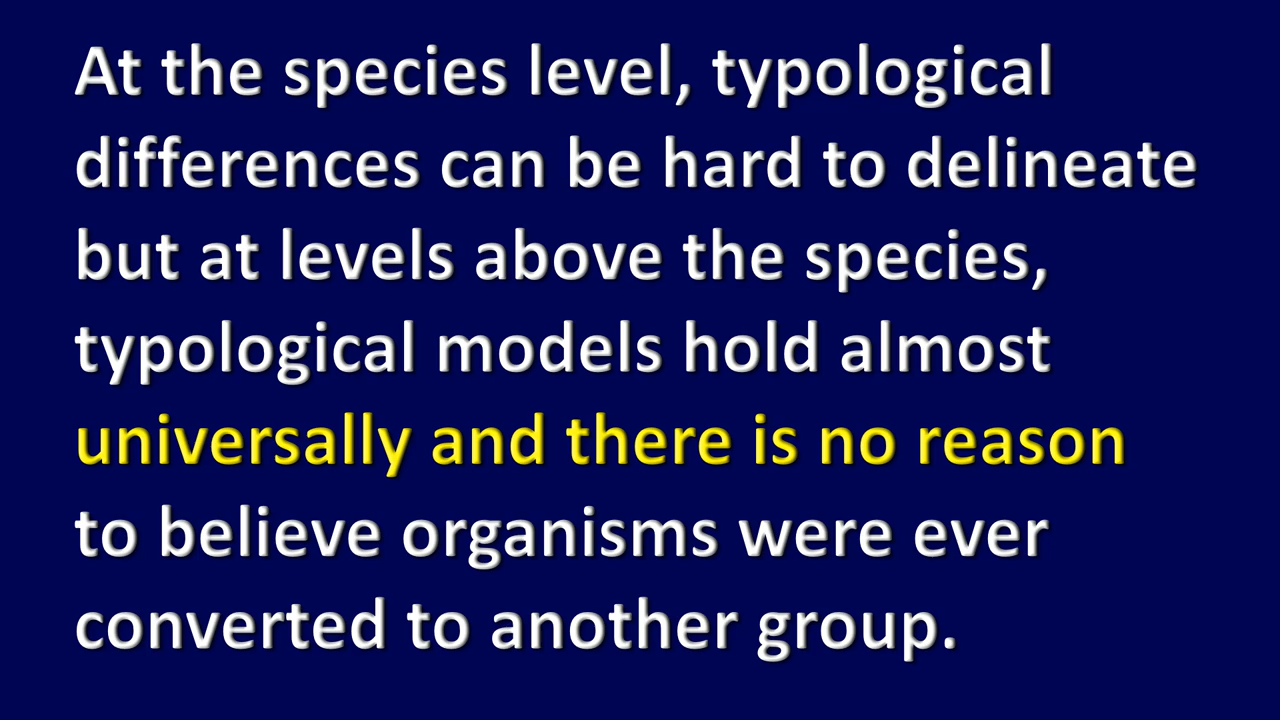 At the species level, typological
differences can be hard to delineate
but at levels above the species,
typological models hold almost
universally and there is no reason
to believe organisms were ever
converted to another group.